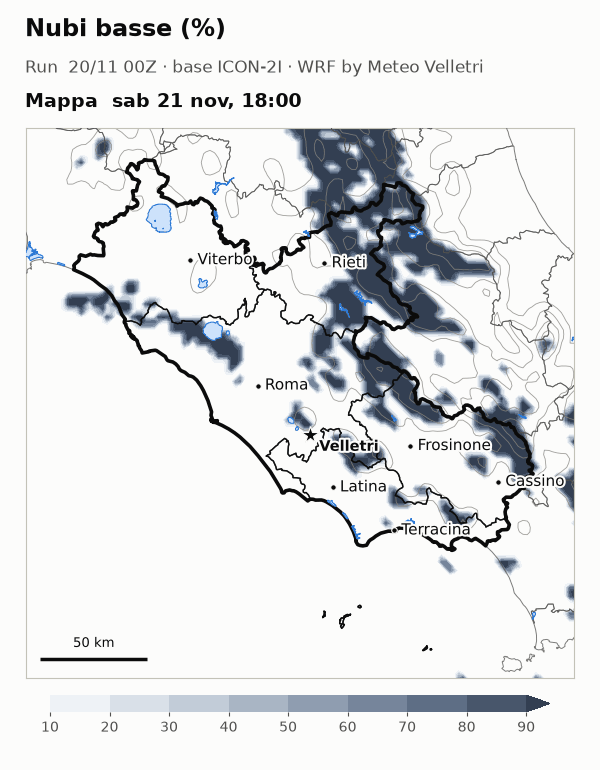 Nubi basse (%)
Run  20/11 00Z · base ICON-2I · WRF by Meteo Velletri
Mappa  sab 21 nov, 18:00
Viterbo
Rieti
Roma
Velletri
Frosinone
Cassino
Latina
Terracina
50 km
10 20 30 40 50 60 70 80 90